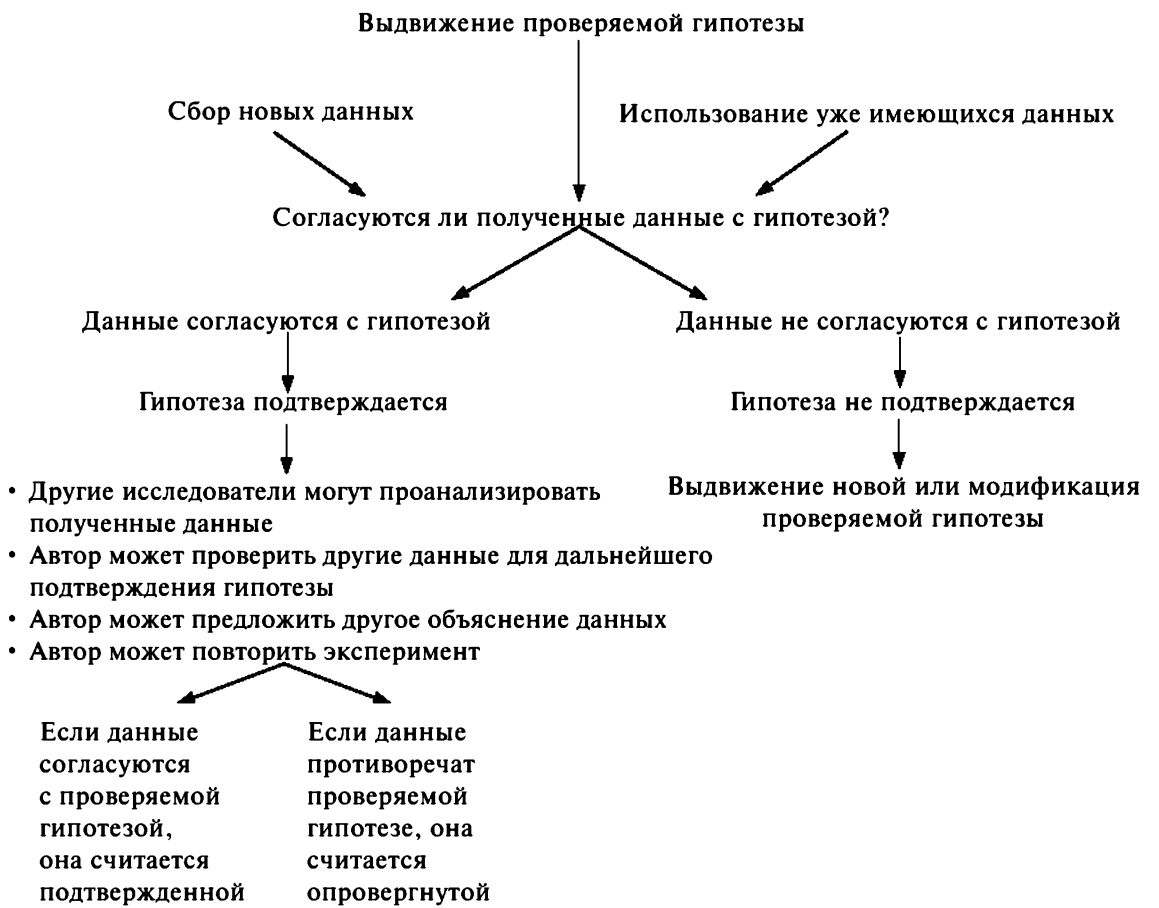 Выдвижение проверяемой гипотезы
Сбор новых данных
Использование уже имеющихся данных
Согласуются ли полученные данные с гипотезой?
Данные согласуются с гипотезой
Данные не согласуются с гипотезой
Гипотеза подтверждается
Гипотеза не подтверждается
• Другие исследователи могут проанализировать
полученные данные
• Автор может проверить другие данные для дальнейшего
подтверждения гипотезы
• Автор может предложить другое объяснение данных
• Автор может повторить эксперимент
Выдвижение новой или модификация
проверяемой гипотезы
Если данные
согласуются
с проверяемой
гипотезой,
она считается
подтвержденной
Если данные
противоречат
проверяемой
гипотезе, она
считается
опровергнутой